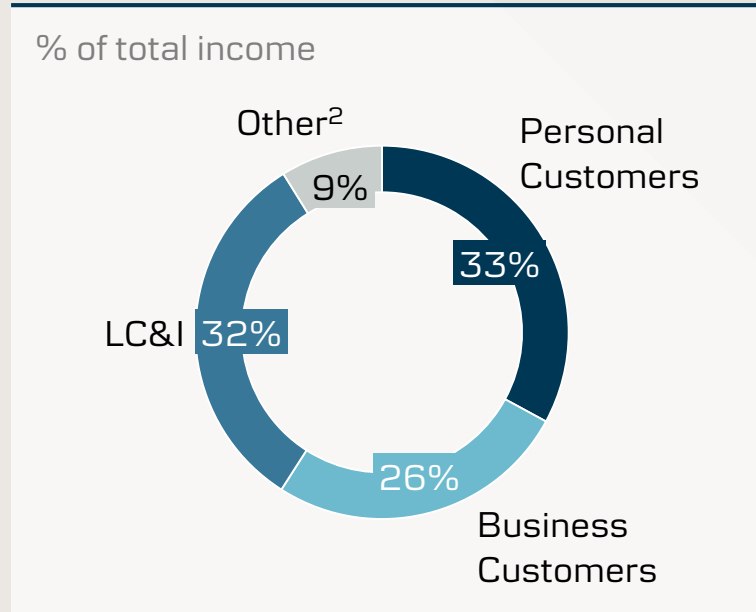 % of total income
Other²
Personal
Customers
9%
33%
LC&I
32%
26%
Business
Customers